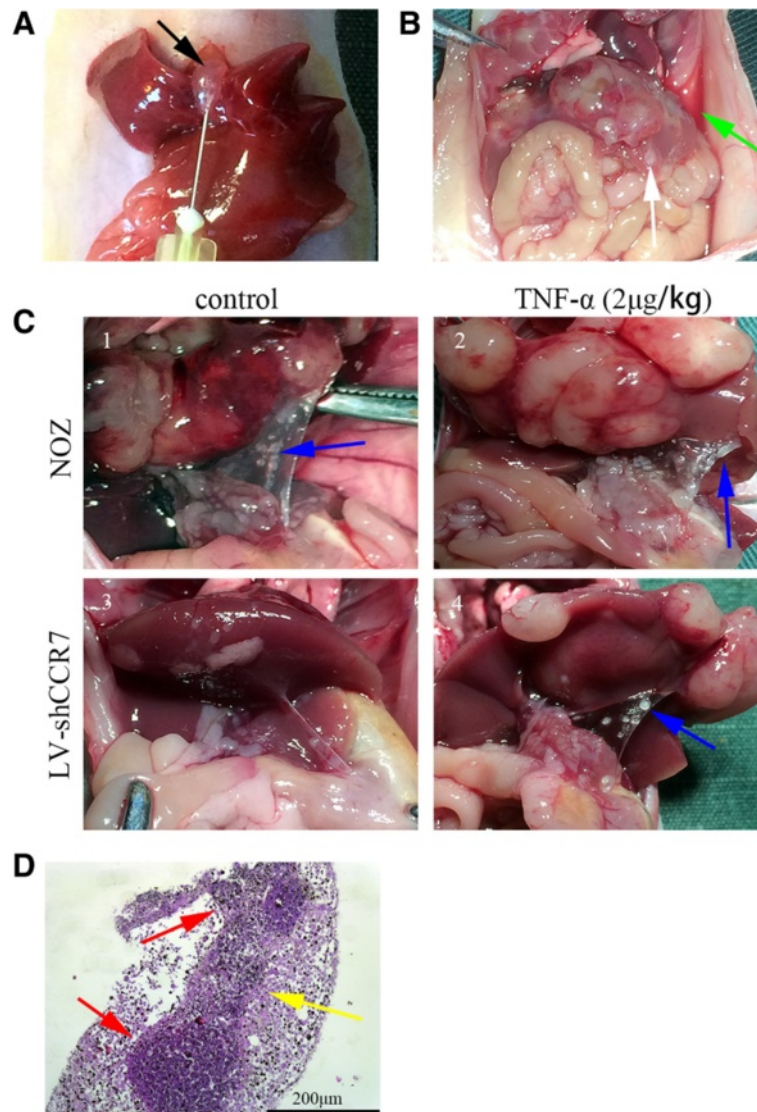 A
B
control
TNF-α (2μg/kg)
C
NOZ
1
2
LV-shCCR7
3
4
D
200μm